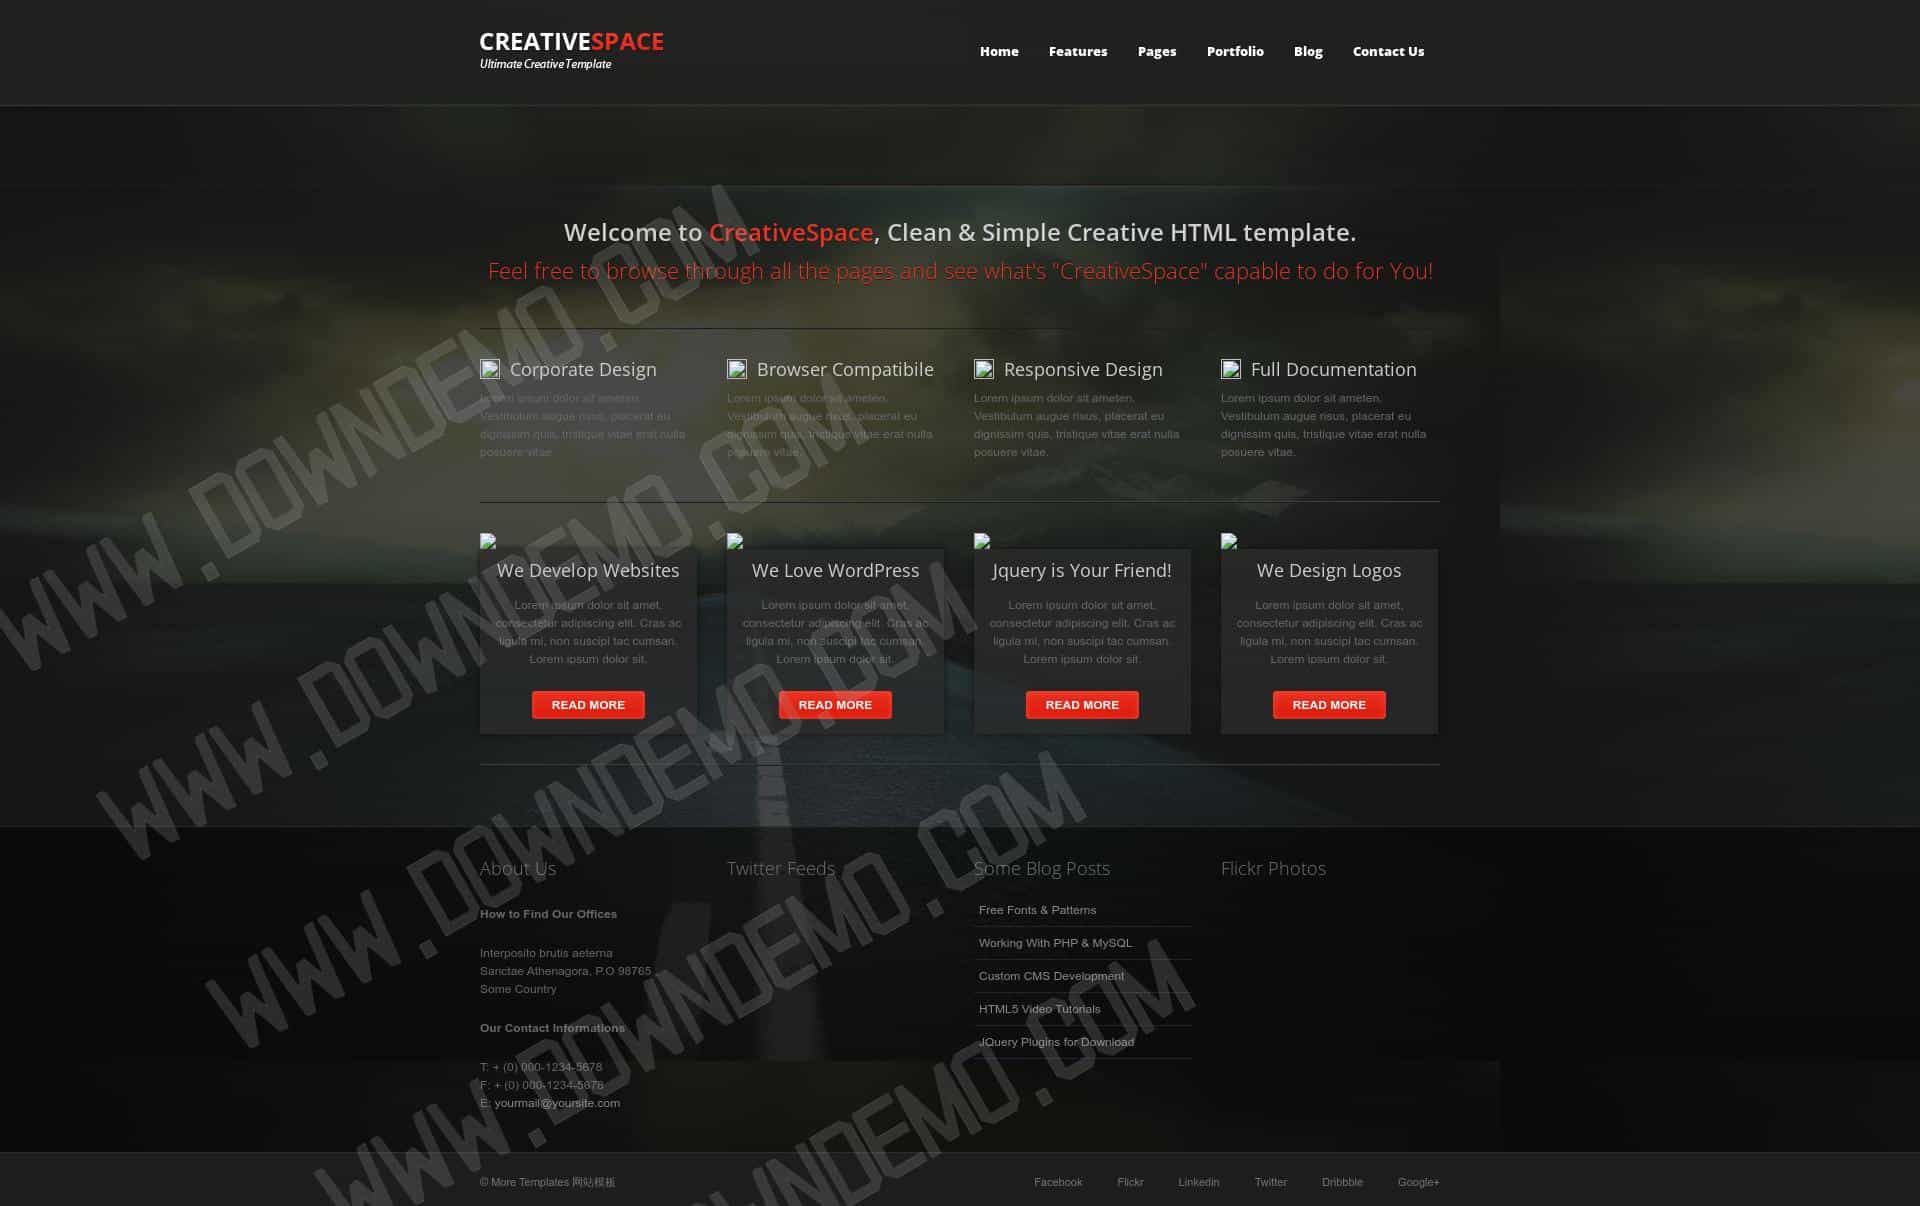 CREATIVESPACE
Ultimate Creative Template
Home Features Pages Portfolio Blog Contact Us
Welcome to CreativeSpace, Clean & Simple Creative HTML template.
Feel free to browse through all the pages and see what's "CreativeSpace" capable to do for You!
Corporate Design
Lorem ipsum dolor sit ameten.
Vestibulum augue risus, placerat eu
dignissim quis, tristique vitae erat nulla
posuere vitae.
Browser Compatibile
Lorem ipsum dolor sit ameten.
Vestibulum augue risus, placerat eu
dignissim quis, tristique vitae erat nulla
posuere vitae.
Responsive Design
Lorem ipsum dolor sit ameten.
Vestibulum augue risus, placerat eu
dignissim quis, tristique vitae erat nulla
posuere vitae.
Full Documentation
Lorem ipsum dolor sit ameten.
Vestibulum augue risus, placerat eu
dignissim quis, tristique vitae erat nulla
posuere vitae.
We Develop Websites
Lorem ipsum dolor sit amet,
consectetur adipiscing elit. Cras ac
ligula mi, non suscipi tac cumsan.
Lorem ipsum dolor sit.
READ MORE
We Love WordPress
Lorem ipsum dolor sit amet,
consectetur adipiscing elit. Cras ac
ligula mi, non suscipi tac cumsan.
Lorem ipsum dolor sit.
READ MORE
Jquery is Your Friend!
Lorem ipsum dolor sit amet,
consectetur adipiscing elit. Cras ac
ligula mi, non suscipi tac cumsan.
Lorem ipsum dolor sit.
READ MORE
We Design Logos
Lorem ipsum dolor sit amet,
consectetur adipiscing elit. Cras ac
ligula mi, non suscipi tac cumsan.
Lorem ipsum dolor sit.
READ MORE
About Us
How to Find Our Offices
Interposito brutis aeterna
Sanctae Athenagora, P.O 98765
Some Country
Our Contact Informations
T: + (0) 000-1234-5678
F: + (0) 000-1234-5678
E: yourmail@yoursite.com
Twitter Feeds
Some Blog Posts
Free Fonts & Patterns
Working With PHP & MySQL
Custom CMS Development
HTML5 Video Tutorials
JQuery Plugins for Download
Flickr Photos
© More Templates 网站模板
Facebook Flickr Linkedin Twitter Dribbble Google+
WWW.DOWNDEMO.COM
WWW.DOWNDEMO.COM
WWW.DOWNDEMO.COM
WWW.DOWNDEMO.COM
WNDEMO.COM